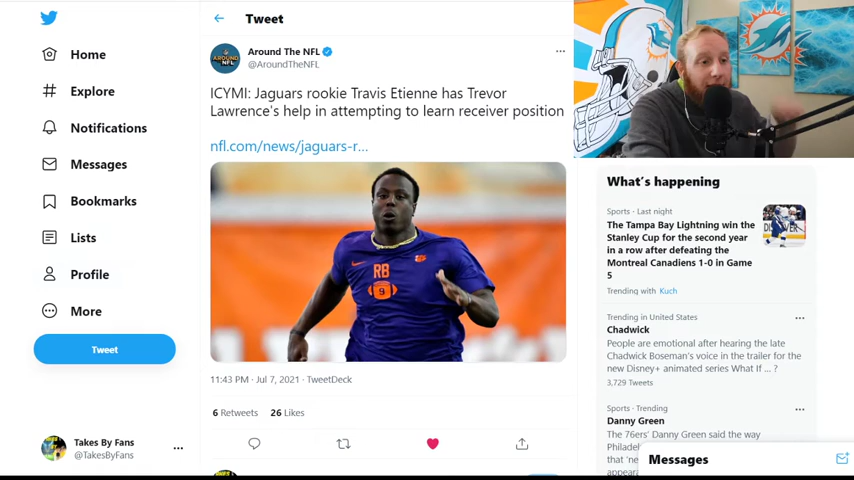 Home
Explore
Notifications
Messages
Bookmarks
Lists
Profile
More
Tweet
Takes By Fans
@TakesByFans
Tweet
Around The NFL
@AroundTheNFL
AROUND
NFL
ICYMI: Jaguars rookie Travis Etienne has Trevor
Lawrence's help in attempting to learn receiver position
nfl.com/news/jaguars-r...
RB
9
11:43 PM · Jul 7, 2021 · TweetDeck
6 Retweets 26 Likes
What's happening
Sports · Last night
The Tampa Bay Lightning win the
Stanley Cup for the second year
in a row after defeating the
Montreal Canadiens 1-0 in Game
5
Trending with Kuch
Trending in United States
Chadwick
People are emotional after hearing the late
Chadwick Boseman's voice in the trailer for the
new Disney+ animated series What If ... ?
3,729 Tweets
Sports · Trending
Danny Green
The 76ers' Danny Green said the way
that 'ne
Messages